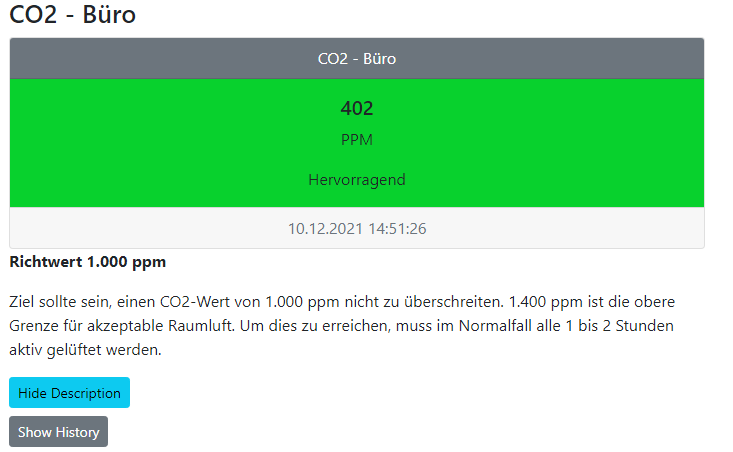 CO2 - Büro
CO2 - Büro
402
PPM
Hervorragend
10.12.2021 14:51:26
Richtwert 1.000 ppm
Ziel sollte sein, einen CO2-Wert von 1.000 ppm nicht zu überschreiten. 1.400 ppm ist die obere
Grenze für akzeptable Raumluft. Um dies zu erreichen, muss im Normalfall alle 1 bis 2 Stunden
aktiv gelüftet werden.
Hide Description
Show History